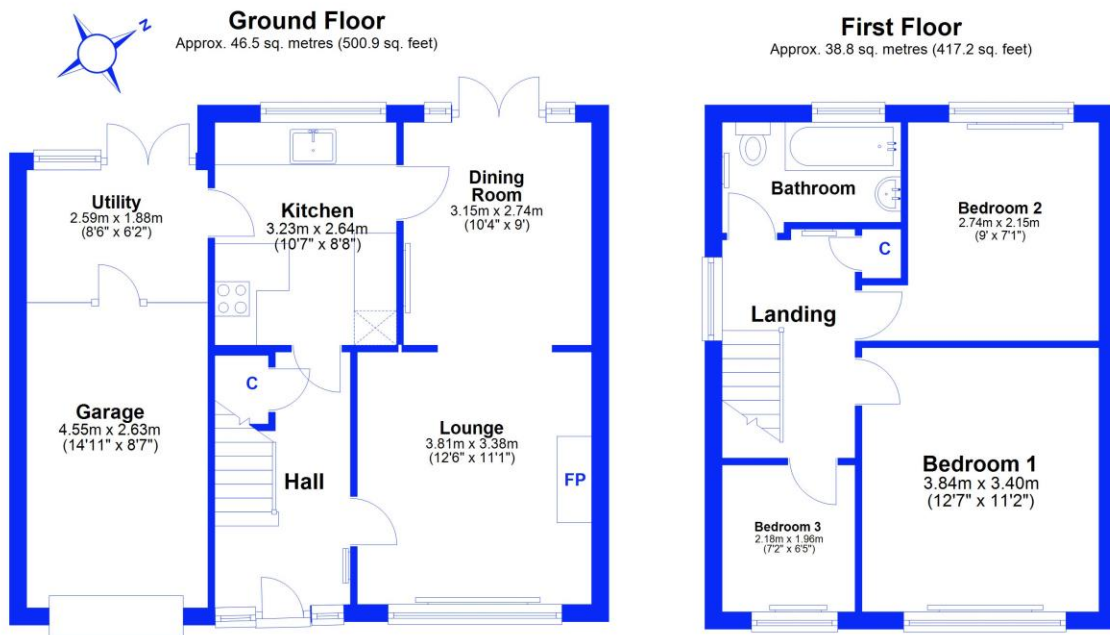 Ground Floor
Approx. 46.5 sq. metres (500.9 sq. feet)
N
Utility
2.59m x 1.88m
(8'6" x 6'2")
Kitchen
3.23m x 2.64m
(10'7" x 8'8")
Dining
Room
3.15m x 2.74m
(10'4" x 9')
C
Garage
4.55m x 2.63m
(14'11" x 8'7")
Hall
Lounge
3.81m x 3.38m
(12'6" x 11'1")
FP
First Floor
Approx. 38.8 sq. metres (417.2 sq. feet)
Bathroom
Bedroom 2
2.74m x 2.15m
(9' x 7'1")
C
Landing
Bedroom 1
3.84m x 3.40m
(12'7" x 11'2")
Bedroom 3
2.18m x 1.96m
(7'2" x 6'5")